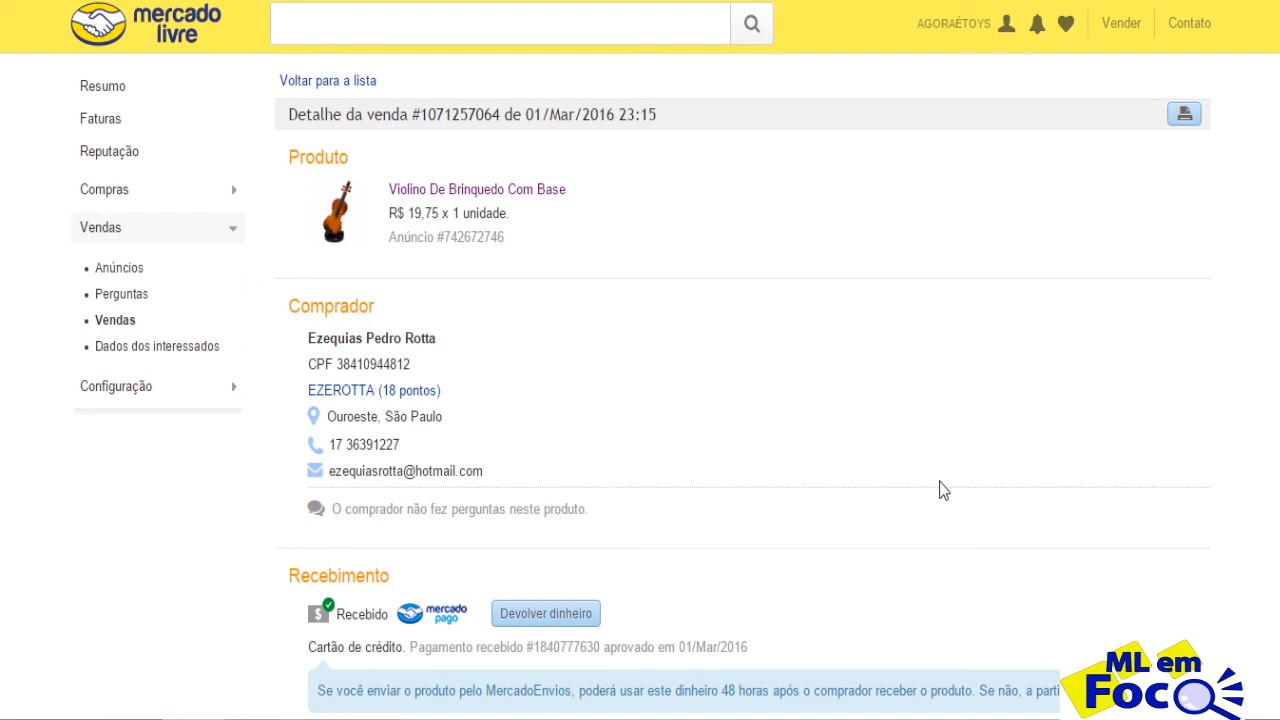 mercado
livre
AGORAÉTOYS
Vender
Contato
Resumo
Faturas
Reputação
Compras
Vendas
Anúncios
Perguntas
Vendas
Dados dos interessados
Configuração
Voltar para a lista
Detalhe da venda #1071257064 de 01/Mar/2016 23:15
Produto
Violino De Brinquedo Com Base
R$ 19,75 x 1 unidade.
Anúncio #742672746
Comprador
Ezequias Pedro Rotta
CPF 38410944812
EZEROTTA (18 pontos)
Ouroeste, São Paulo
17 36391227
ezequiasrotta@hotmail.com
O comprador não fez perguntas neste produto.
Recebimento
$ Recebido mercado pago Devolver dinheiro
Cartão de crédito. Pagamento recebido #1840777630 aprovado em 01/Mar/2016
Se você enviar o produto pelo MercadoEnvios, poderá usar este dinheiro 48 horas após o comprador receber o produto. Se não, a parti
ML em
Foco